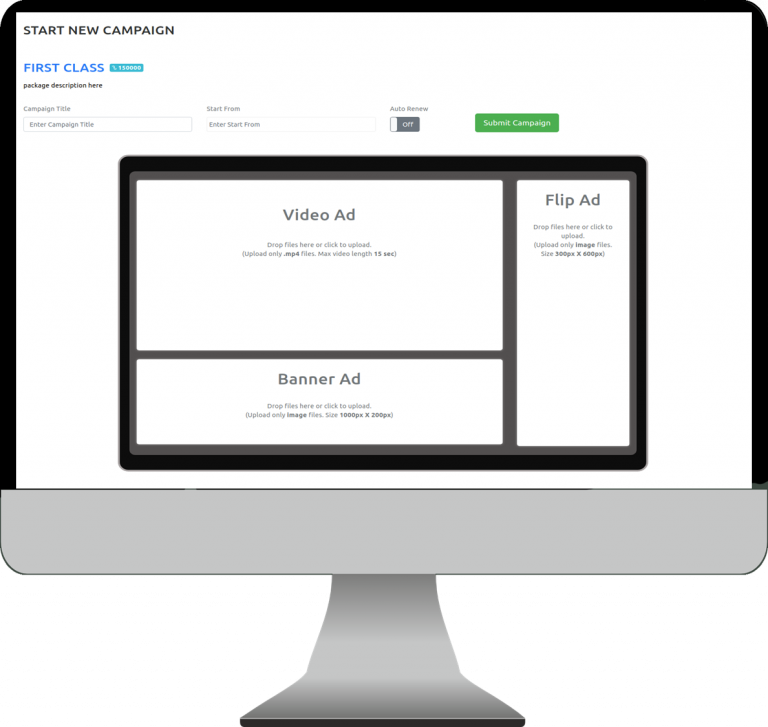 START NEW CAMPAIGN
FIRST CLASS
150000
package description here
Campaign Title
Start From
Auto Renew
Enter Campaign Title
Enter Start From
Off
Submit Campaign
Video Ad
Drop files here or click to upload.
(Upload only .mp4 files. Max video length 15 sec)
Flip Ad
Drop files here or click to
upload.
(Upload only image files.
Size 300px X 600px)
Banner Ad
Drop files here or click to upload.
(Upload only image files. Size 1000px X 200px)